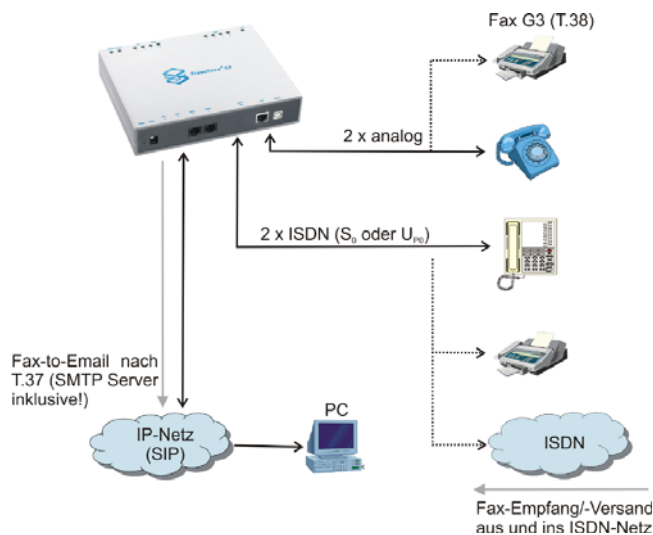 Fax G3 (T.38)
2 x analog
2 x ISDN (S₀ oder U_P0)
Fax-to-Email nach
T.37 (SMTP Server
inklusive!)
IP-Netz
(SIP)
PC
ISDN
Fax-Empfang/-Versand
aus und ins ISDN-Netz